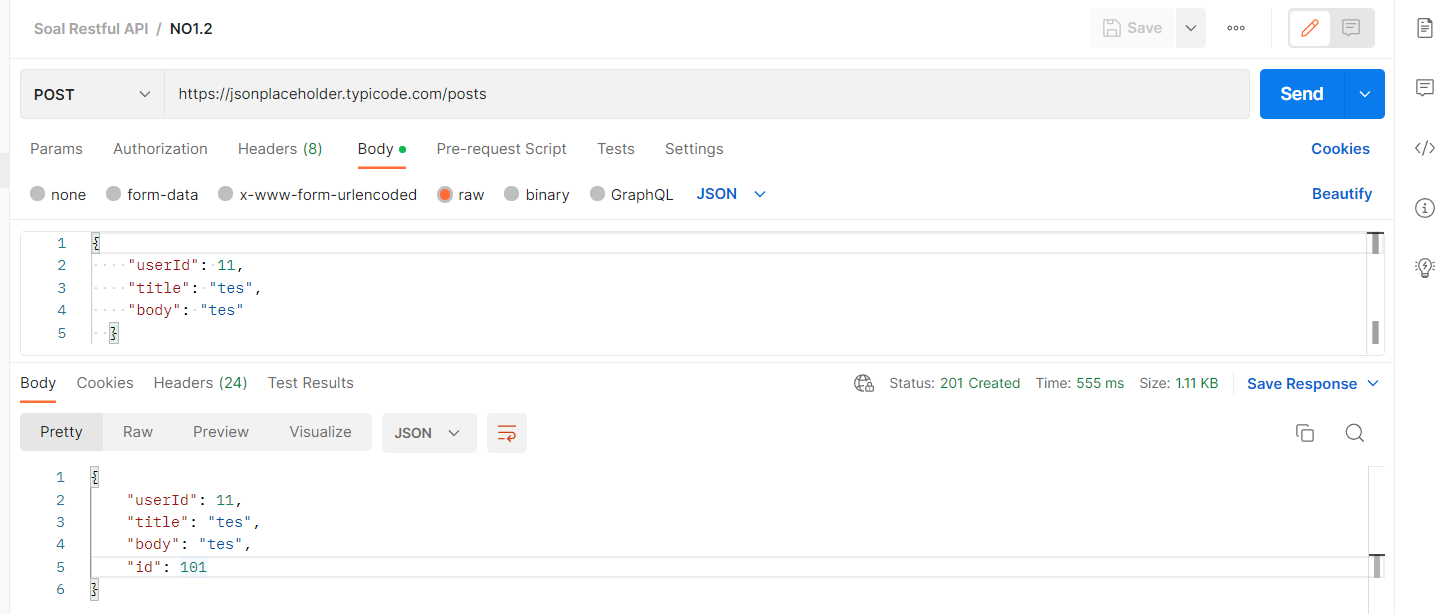 Soal Restful API / NO1.2
Save
POST
https://jsonplaceholder.typicode.com/posts
Send
Params Authorization Headers (8) Body Pre-request Script Tests Settings Cookies
none form-data x-www-form-urlencoded raw binary GraphQL JSON Beautify
1 {
2 "userId": 11,
3 "title": "tes",
4 "body": "tes"
5 }
Body Cookies Headers (24) Test Results Status: 201 Created Time: 555 ms Size: 1.11 KB Save Response
Pretty Raw Preview Visualize JSON
1 {
2 "userId": 11,
3 "title": "tes",
4 "body": "tes",
5 "id": 101
6 }